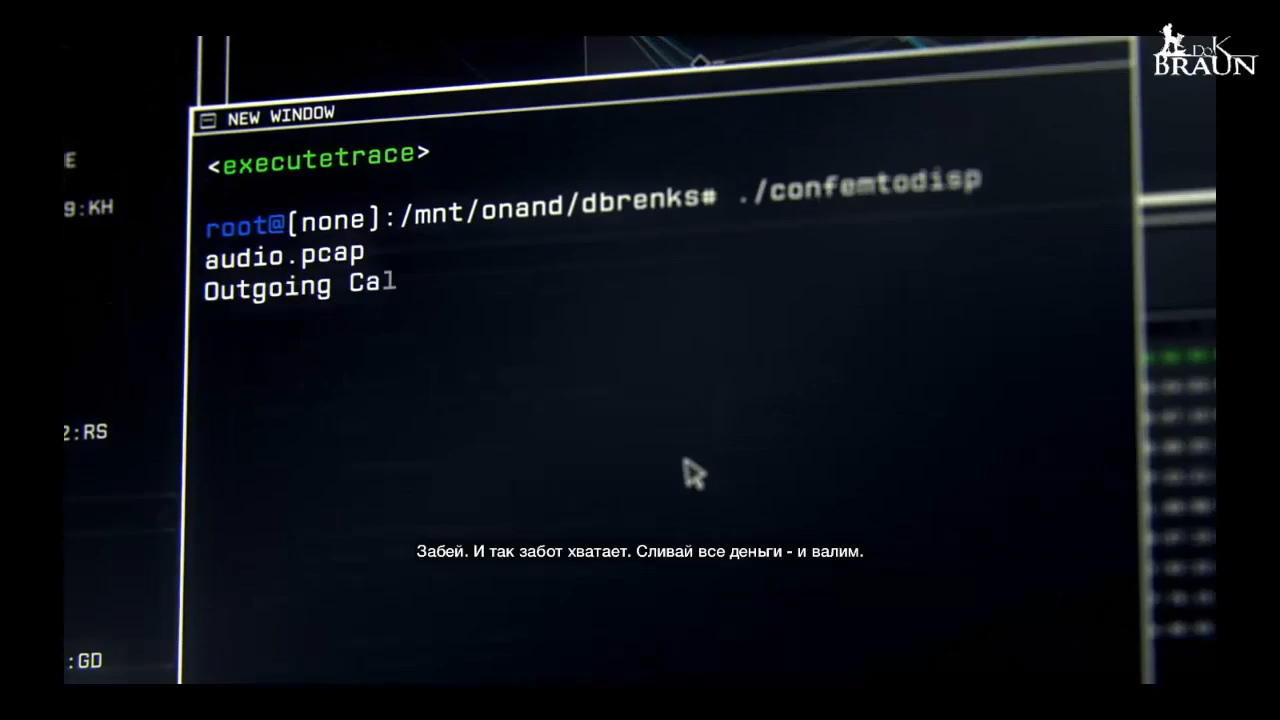 DoK
BRAUN
NEW WINDOW
<executetrace>
E
9:KH
root@[none]:/mnt/onand/dbrenks# ./confemtodisp
audio.pcap
Outgoing Cal
2:RS
Забей. И так забот хватает. Сливай все деньги - и валим.
:GD